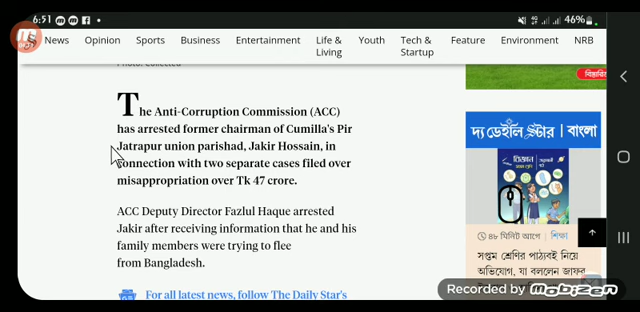 6:51
46%
News Opinion Sports Business Entertainment Life & Living Youth Tech & Startup Feature Environment NRB
The Anti-Corruption Commission (ACC)
has arrested former chairman of Cumilla's Pir
Jatrapur union parishad, Jakir Hossain, in
connection with two separate cases filed over
misappropriation over Tk 47 crore.
ACC Deputy Director Fazlul Haque arrested
Jakir after receiving information that he and his
family members were trying to flee
from Bangladesh.
For all latest news, follow The Daily Star's
দ্য ডেইলি স্টার | বাংলা
বিজ্ঞান
৪৮ মিনিট আগে | শিক্ষা
সপ্তম শ্রেণির পাঠ্যবই নিয়ে
অভিযোগ, যা বললেন জাফর
Recorded by Mobizen